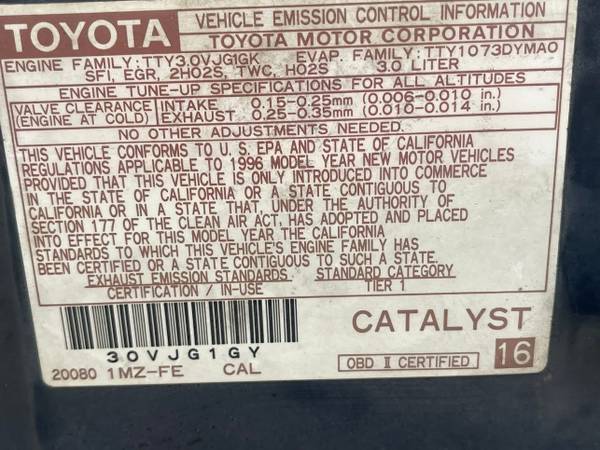 TOYOTA
VEHICLE EMISSION CONTROL INFORMATION
TOYOTA MOTOR CORPORATION
ENGINE FAMILY:TTY3.0VJG1GK EVAP. FAMILY:TTY1073DYMA0
SFI, EGR, 2HO2S, TWC, HO2S 3.0 LITER
ENGINE TUNE-UP SPECIFICATIONS FOR ALL ALTITUDES
VALVE CLEARANCE INTAKE 0.15-0.25mm (0.006-0.010 in.)
(ENGINE AT COLD) EXHAUST 0.25-0.35mm (0.010-0.014 in.)
NO OTHER ADJUSTMENTS NEEDED.
THIS VEHICLE CONFORMS TO U.S. EPA AND STATE OF CALIFORNIA
REGULATIONS APPLICABLE TO 1996 MODEL YEAR NEW MOTOR VEHICLES
PROVIDED THAT THIS VEHICLE IS ONLY INTRODUCED INTO COMMERCE
IN THE STATE OF CALIFORNIA OR A STATE CONTIGUOUS TO
CALIFORNIA OR IN A STATE THAT, UNDER THE AUTHORITY OF
SECTION 177 OF THE CLEAN AIR ACT, HAS ADOPTED AND PLACED
INTO EFFECT FOR THIS MODEL YEAR THE CALIFORNIA
STANDARDS TO WHICH THIS VEHICLE'S ENGINE FAMILY HAS
BEEN CERTIFIED OR A STATE CONTIGUOUS TO SUCH A STATE.
EXHAUST EMISSION STANDARDS STANDARD CATEGORY
CERTIFICATION / IN-USE TIER 1
30VJG1GY
CATALYST
20080 1MZ-FE CAL
OBD II CERTIFIED
16